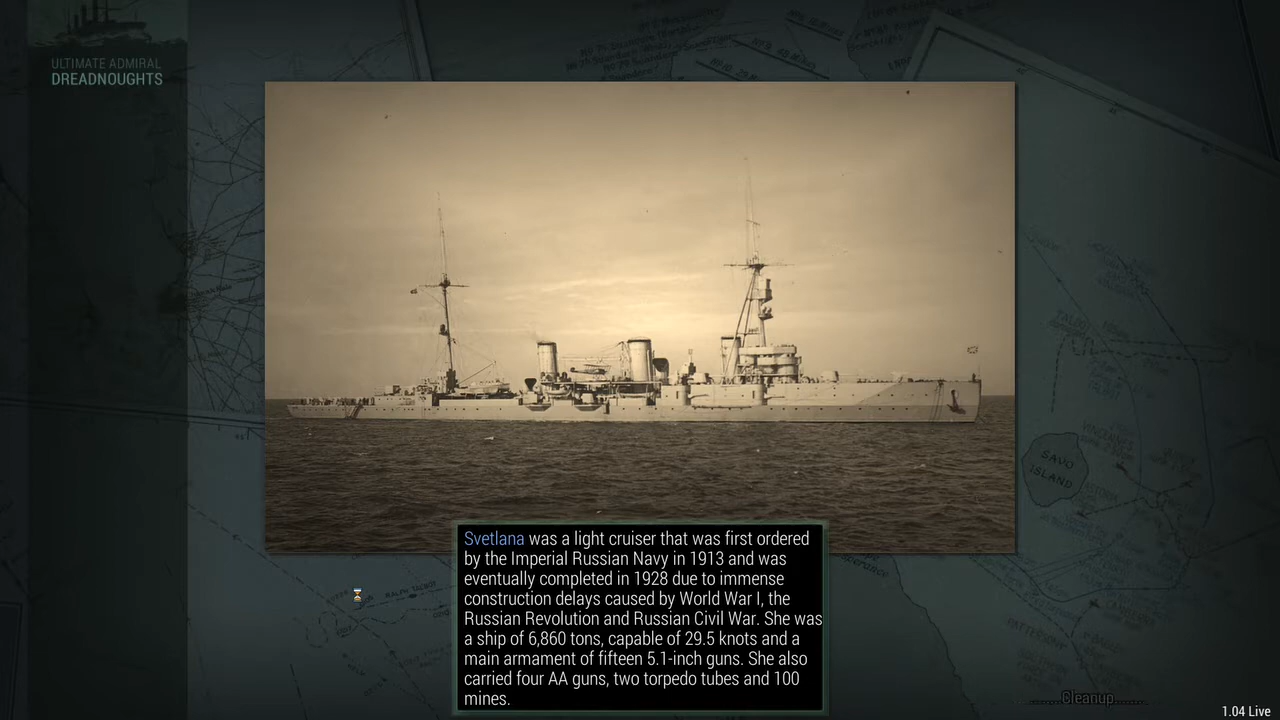 ULTIMATE ADMIRAL
DREADNOUGHTS
SAVO
ISLAND
RALPH TALBOT
Svetlana was a light cruiser that was first ordered
by the Imperial Russian Navy in 1913 and was
eventually completed in 1928 due to immense
construction delays caused by World War I, the
Russian Revolution and Russian Civil War. She was
a ship of 6,860 tons, capable of 29.5 knots and a
main armament of fifteen 5.1-inch guns. She also
carried four AA guns, two torpedo tubes and 100
mines.
Cleanup
1.04 Live